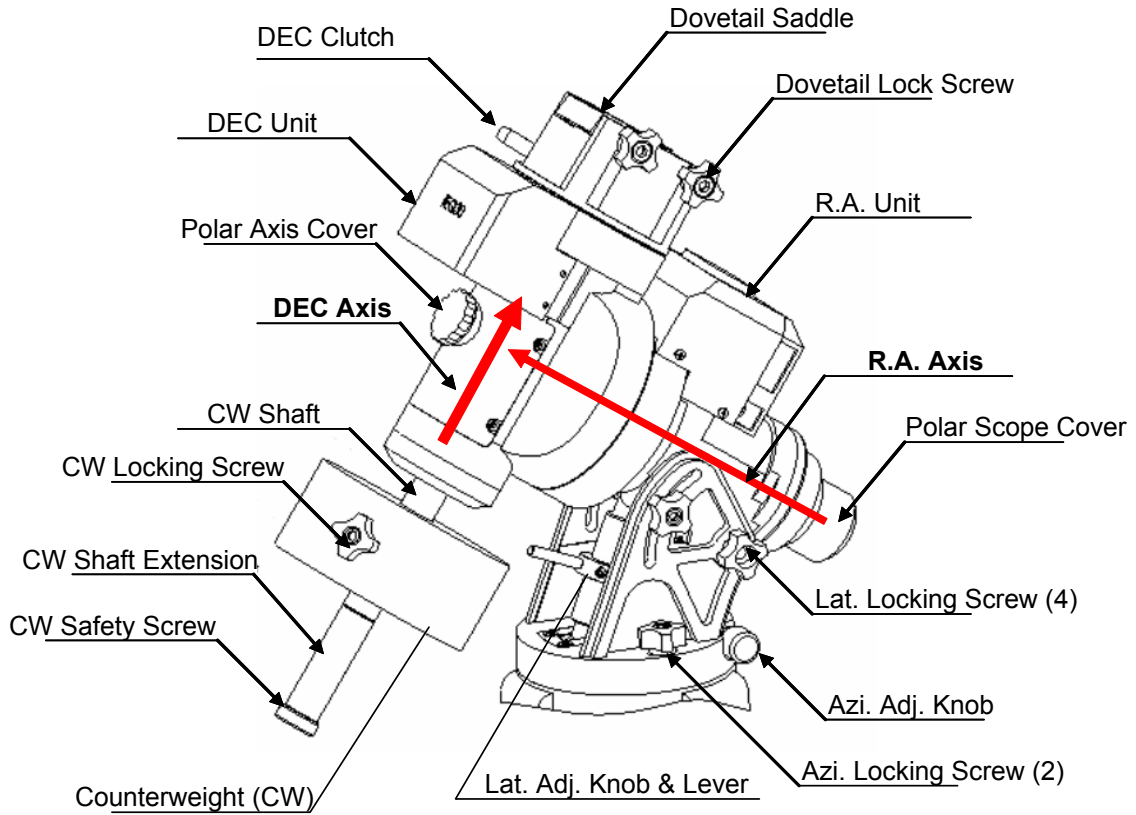 Dovetail Saddle
DEC Clutch
Dovetail Lock Screw
DEC Unit
R.A. Unit
Polar Axis Cover
DEC Axis
R.A. Axis
CW Shaft
Polar Scope Cover
CW Locking Screw
CW Shaft Extension
Lat. Locking Screw (4)
CW Safety Screw
Azi. Adj. Knob
Azi. Locking Screw (2)
Lat. Adj. Knob & Lever
Counterweight (CW)